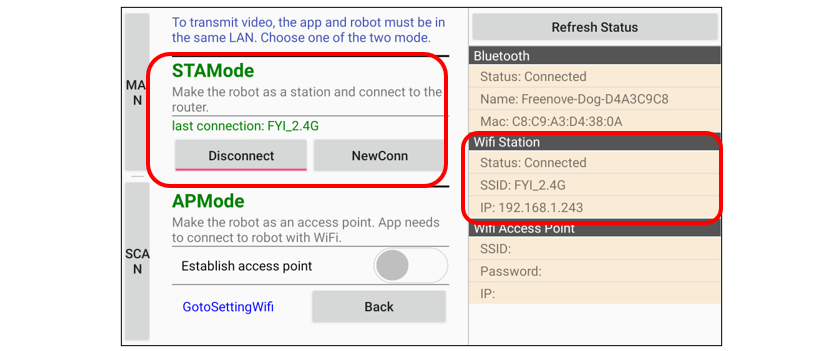 MA
N
SCA
N
To transmit video, the app and robot must be in
the same LAN. Choose one of the two mode.
STAMode
Make the robot as a station and connect to the
router.
last connection: FYI_2.4G
Disconnect
NewConn
APMode
Make the robot as an access point. App needs
to connect to robot with WiFi.
Establish access point
GotoSettingWifi
Back
Refresh Status
Bluetooth
Status: Connected
Name: Freenove-Dog-D4A3C9C8
Mac: C8:C9:A3:D4:38:0A
Wifi Station
Status: Connected
SSID: FYI_2.4G
IP: 192.168.1.243
Wifi Access Point
SSID:
Password:
IP: